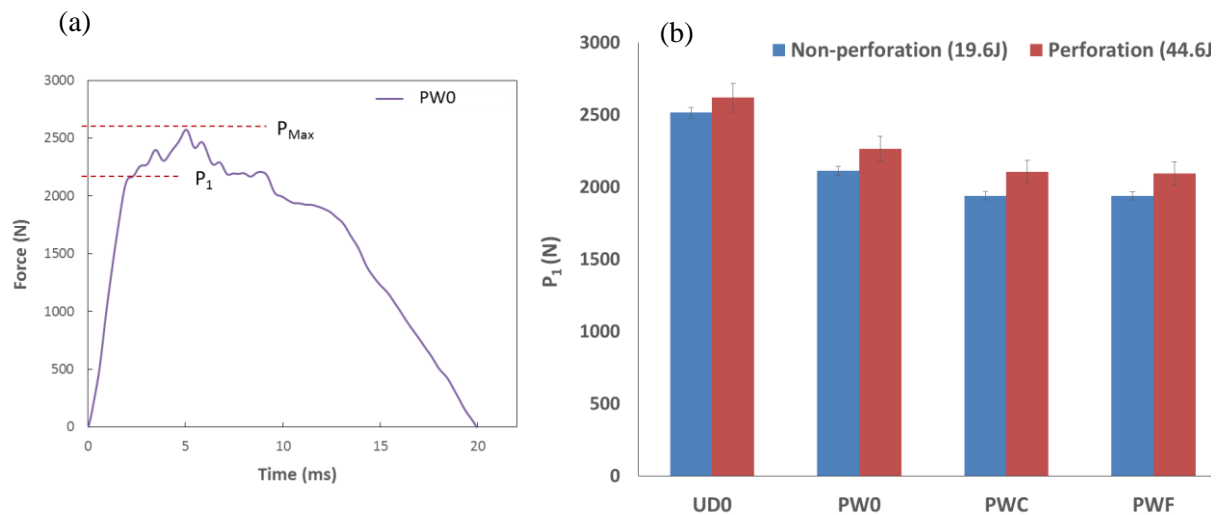 (a)
3000
PW0
P_Max
2500
P_1
2000
1500
1000
500
0
0 5 10 15 20
Force (N)
Time (ms)
(b)
3000
Non-perforation (19.6J) Perforation (44.6J
2500
2000
1500
1000
500
0
P_1 (N)
UD0 PW0 PWC PWF